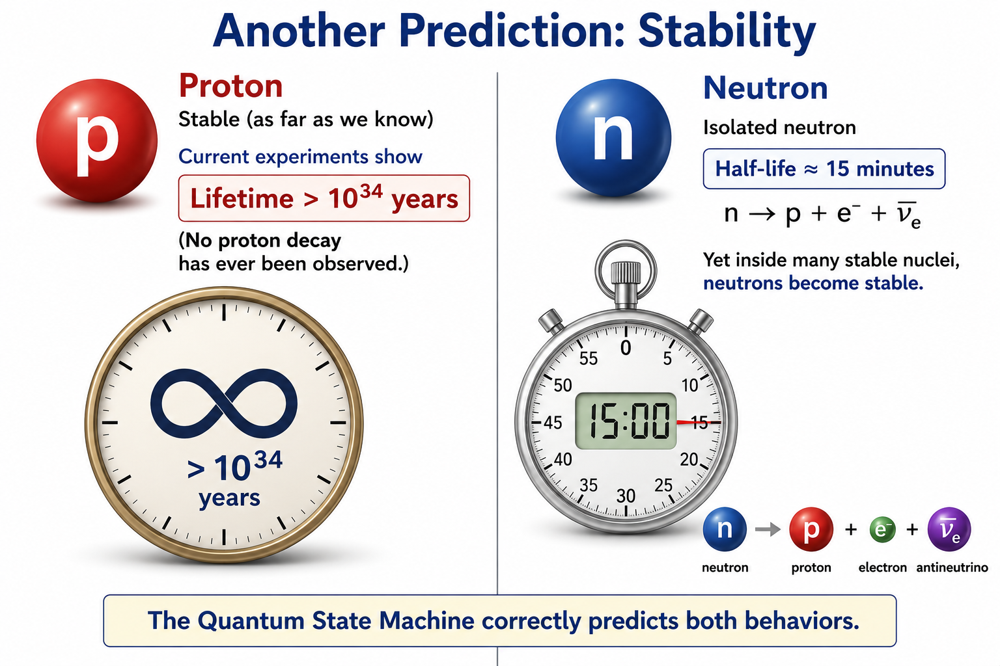 Another Prediction: Stability
p
Proton
Stable (as far as we know)
Current experiments show
Lifetime > 10³⁴ years
(No proton decay
has ever been observed.)
∞
> 10³⁴
years
n
Neutron
Isolated neutron
Half-life ≈ 15 minutes
n → p + e⁻ + ν̅ₑ
Yet inside many stable nuclei,
neutrons become stable.
0
55 5
50 10
45 15:00 15
40 20
35 25
30
n → p + e⁻ + ν̅ₑ
neutron proton electron antineutrino
The Quantum State Machine correctly predicts both behaviors.